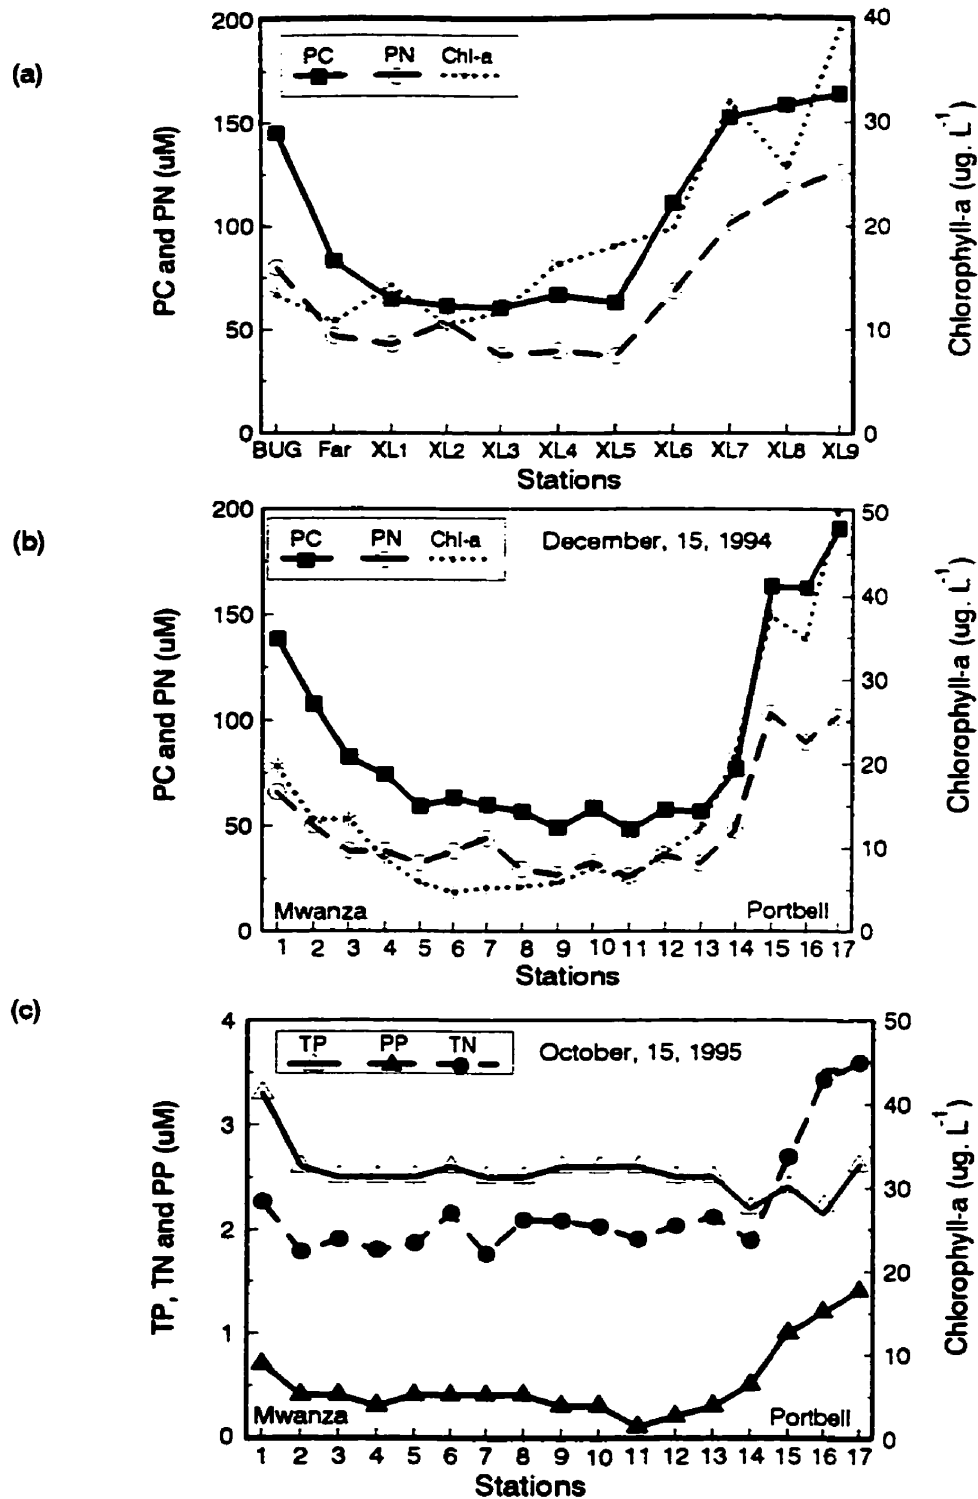 (a)
PC PN Chl-a
200
150
100
50
0
PC and PN (uM)
40
30
20
10
0
Chlorophyll-a (ug. L-1)
BUG Far XL1 XL2 XL3 XL4 XL5 XL6 XL7 XL8 XL9
Stations
(b)
PC PN Chl-a
December, 15, 1994
200
150
100
50
0
PC and PN (uM)
50
40
30
20
10
0
Chlorophyll-a (ug. L-1)
Mwanza Portbell
1 2 3 4 5 6 7 8 9 10 11 12 13 14 15 16 17
Stations
(c)
TP PP TN
October, 15, 1995
4
3
2
1
0
TP, TN and PP (uM)
50
40
30
20
10
0
Chlorophyll-a (ug. L-1)
Mwanza Portbell
1 2 3 4 5 6 7 8 9 10 11 12 13 14 15 16 17
Stations